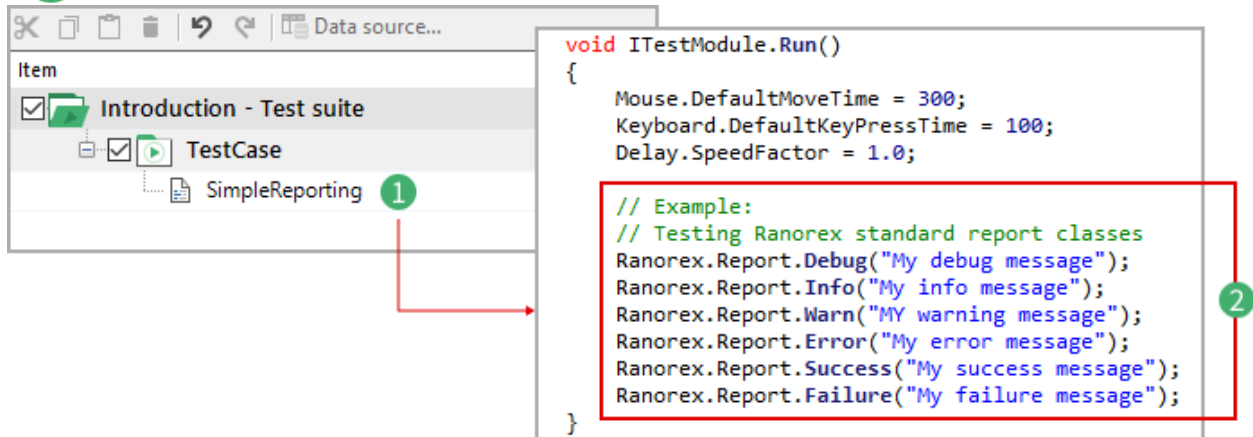 Data source...
Item
Introduction - Test suite
TestCase
SimpleReporting
1
void ITestModule.Run()
{
Mouse.DefaultMoveTime = 300;
Keyboard.DefaultKeyPressTime = 100;
Delay.SpeedFactor = 1.0;
// Example:
// Testing Ranorex standard report classes
Ranorex.Report.Debug("My debug message");
Ranorex.Report.Info("My info message");
Ranorex.Report.Warn("MY warning message");
Ranorex.Report.Error("My error message");
Ranorex.Report.Success("My success message");
Ranorex.Report.Failure("My failure message");
}
2